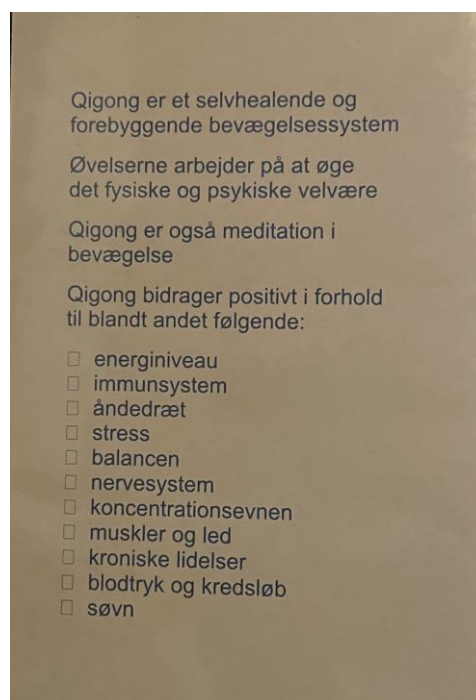 Qigong er et selvhealende og
forebyggende bevægelsessystem
Øvelserne arbejder på at øge
det fysiske og psykiske velvære
Qigong er også meditation i
bevægelse
Qigong bidrager positivt i forhold
til blandt andet følgende:
□ energiniveau
□ immunsystem
□ åndedræt
□ stress
□ balancen
□ nervesystem
□ koncentrationsevnen
□ muskler og led
□ kroniske lidelser
□ blodtryk og kredsløb
□ søvn